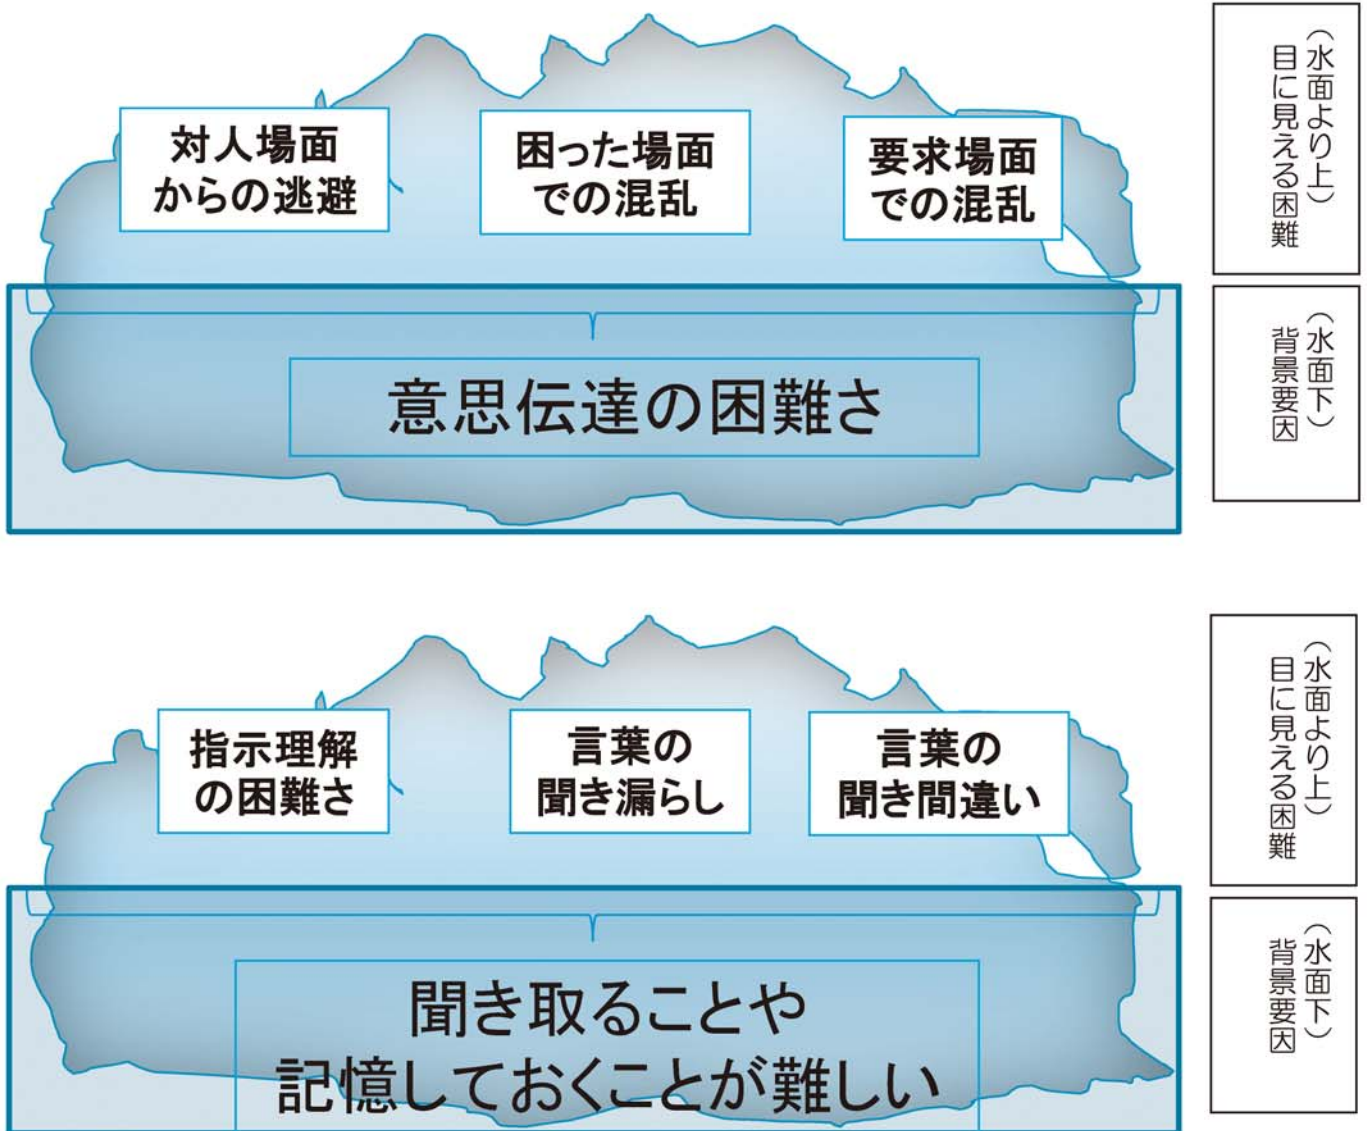 対人場面
からの逃避
困った場面
での混乱
要求場面
での混乱
(水面より上)
目に見える困難
意思伝達の困難さ
(水面下)
背景要因
指示理解
の困難さ
言葉の
聞き漏らし
言葉の
聞き間違い
(水面より上)
目に見える困難
聞き取ることや
記憶しておくことが難しい
(水面下)
背景要因